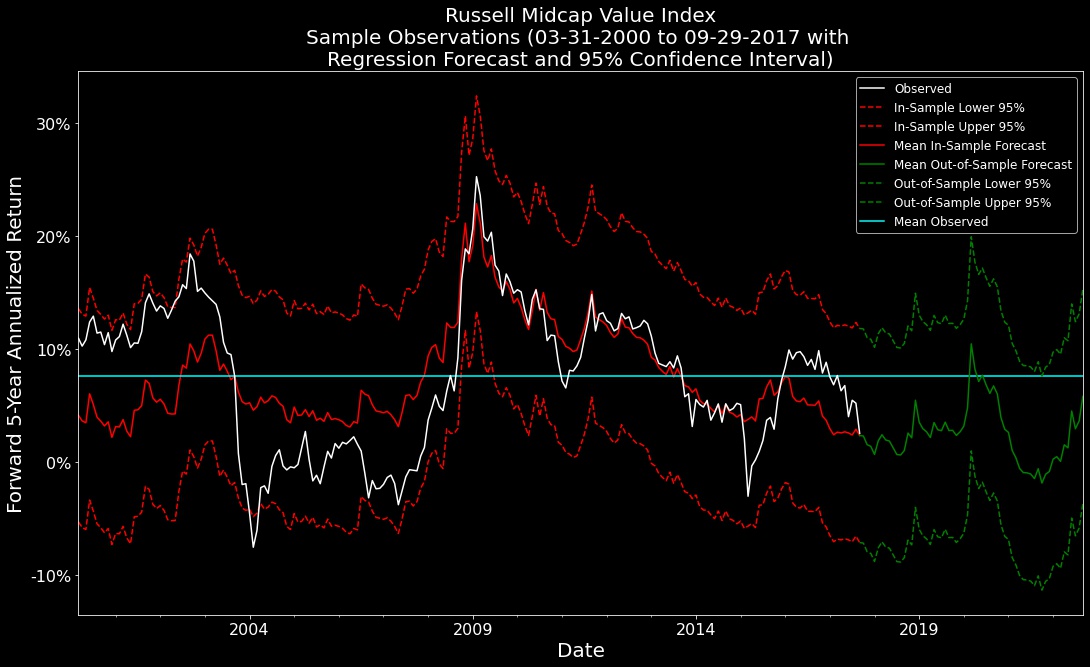 Russell Midcap Value Index
Sample Observations (03-31-2000 to 09-29-2017 with
Regression Forecast and 95% Confidence Interval)
Observed
In-Sample Lower 95%
In-Sample Upper 95%
Mean In-Sample Forecast
Mean Out-of-Sample Forecast
Out-of-Sample Lower 95%
Out-of-Sample Upper 95%
Mean Observed
Forward 5-Year Annualized Return
30%
20%
10%
0%
-10%
2004
2009
2014
2019
Date